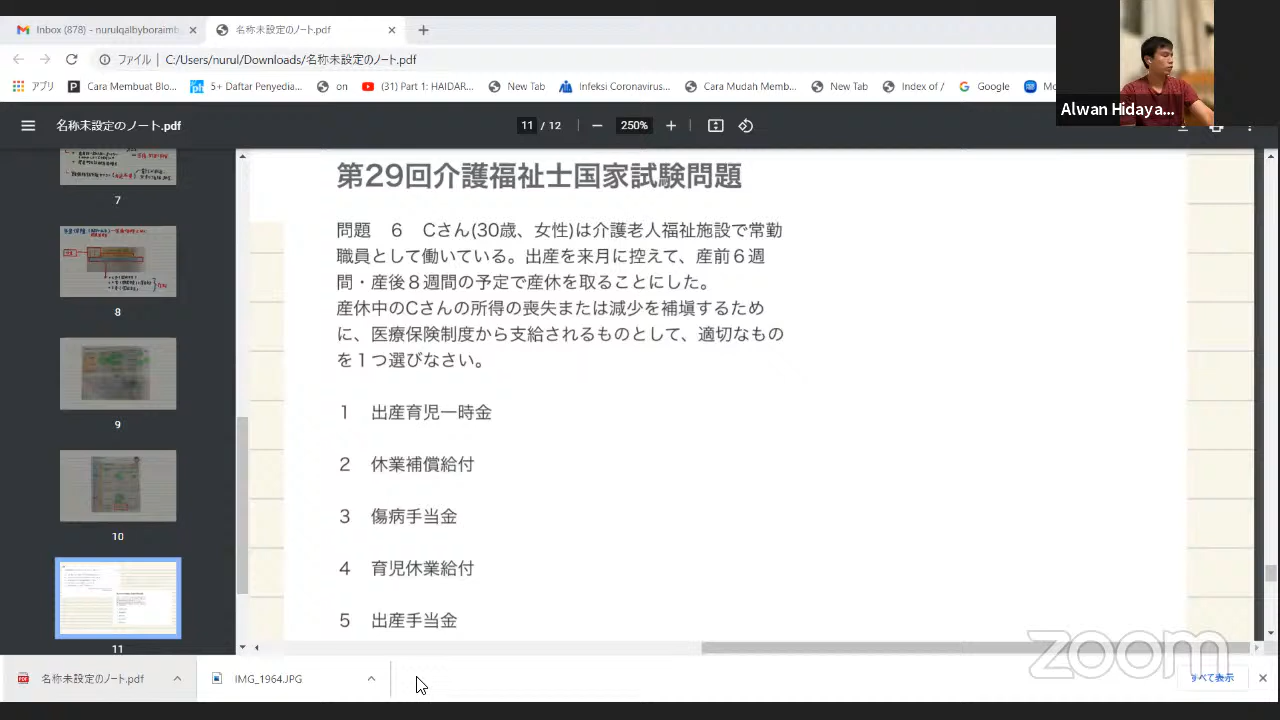 Inbox (878) - nurulqalbyboraimb
名称未設定のノート.pdf
ファイル | C:/Users/nurul/Downloads/名称未設定のノート.pdf
アプリ
Cara Membuat Blo...
5+ Daftar Penyedia...
on
(31) Part 1: HAIDAR...
New Tab
Infeksi Coronavirus...
Cara Mudah Memb...
New Tab
Index of /
Google
Alwan Hidaya...
名称未設定のノート.pdf
11 / 12
250%
7
8
9
10
11
第29回介護福祉士国家試験問題
問題 6 Cさん(30歳、女性)は介護老人福祉施設で常勤
職員として働いている。出産を来月に控えて、産前6週
間・産後8週間の予定で産休を取ることにした。
産休中のCさんの所得の喪失または減少を補塡するため
に、医療保険制度から支給されるものとして、適切なもの
を1つ選びなさい。
1 出産育児一時金
2 休業補償給付
3 傷病手当金
4 育児休業給付
5 出産手当金
zoom
名称未設定のノート.pdf
IMG_1964.JPG
すべて表示